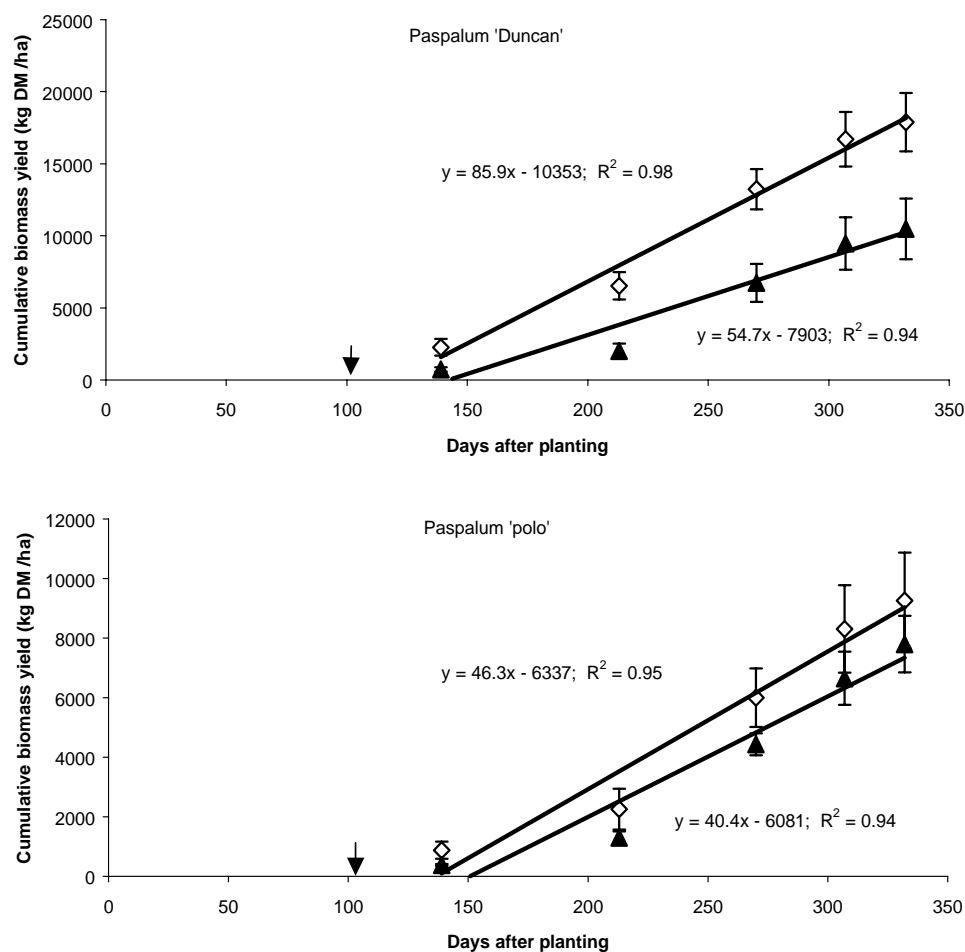 Paspalum 'Duncan'
25000
20000
15000
10000
5000
0
Cumulative biomass yield (kg DM /ha)
y = 85.9x - 10353; R² = 0.98
y = 54.7x - 7903; R² = 0.94
0 50 100 150 200 250 300 350
Days after planting
Paspalum 'polo'
12000
10000
8000
6000
4000
2000
0
Cumulative biomass yield (kg DM /ha)
y = 46.3x - 6337; R² = 0.95
y = 40.4x - 6081; R² = 0.94
0 50 100 150 200 250 300 350
Days after planting